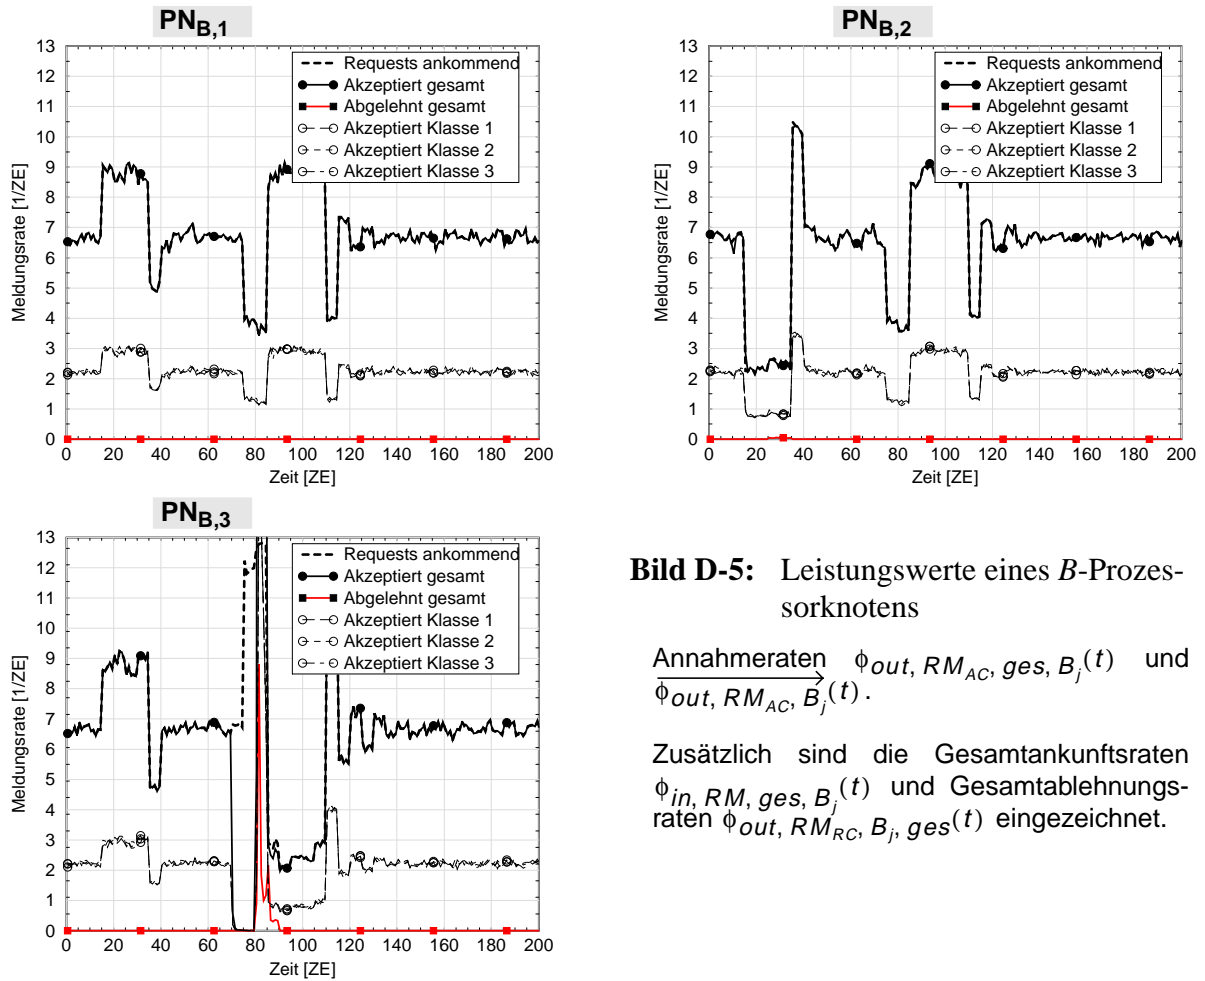 PN_B,1
13
12
11
10
9
8
7
6
5
4
3
2
1
0
Meldungsrate [1/ZE]
Requests ankommend
Akzeptiert gesamt
Abgelehnt gesamt
Akzeptiert Klasse 1
Akzeptiert Klasse 2
Akzeptiert Klasse 3
0 20 40 60 80 100 120 140 160 180 200
Zeit [ZE]
PN_B,2
13
12
11
10
9
8
7
6
5
4
3
2
1
0
Meldungsrate [1/ZE]
Requests ankommend
Akzeptiert gesamt
Abgelehnt gesamt
Akzeptiert Klasse 1
Akzeptiert Klasse 2
Akzeptiert Klasse 3
0 20 40 60 80 100 120 140 160 180 200
Zeit [ZE]
PN_B,3
13
12
11
10
9
8
7
6
5
4
3
2
1
0
Meldungsrate [1/ZE]
Requests ankommend
Akzeptiert gesamt
Abgelehnt gesamt
Akzeptiert Klasse 1
Akzeptiert Klasse 2
Akzeptiert Klasse 3
0 20 40 60 80 100 120 140 160 180 200
Zeit [ZE]
Bild D-5: Leistungswerte eines B-Prozes-
sorknotens
Annahmeraten ϕout, RM_AC, ges, B_j(t) und
ϕout, RM_AC, B_j(t).
Zusätzlich sind die Gesamtankunftsraten
ϕin, RM, ges, B_j(t) und Gesamtablehnungs-
raten ϕout, RM_RC, B_j, ges(t) eingezeichnet.